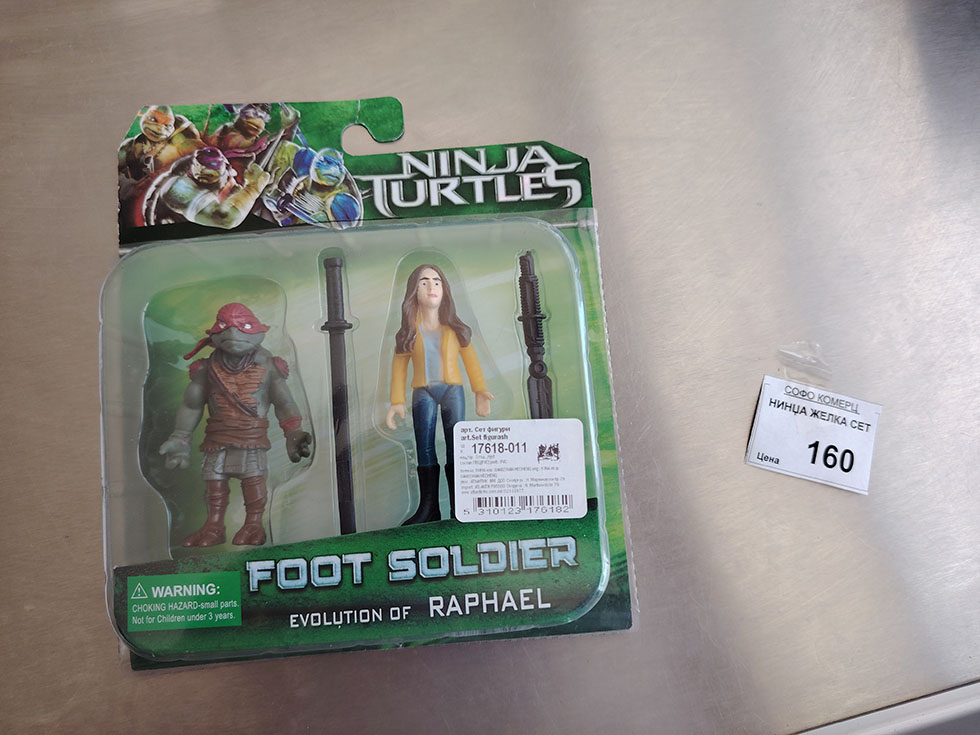 NINJA
TURTLES
арт. Сет фигури
art.Set figurash
17618-011
5 310123 176182
FOOT SOLDIER
EVOLUTION OF RAPHAEL
⚠ WARNING:
CHOKING HAZARD-small parts.
Not for Children under 3 years.
СОФО КОМЕРЦ
НИНЏА ЖЕЛКА СЕТ
Цена 160